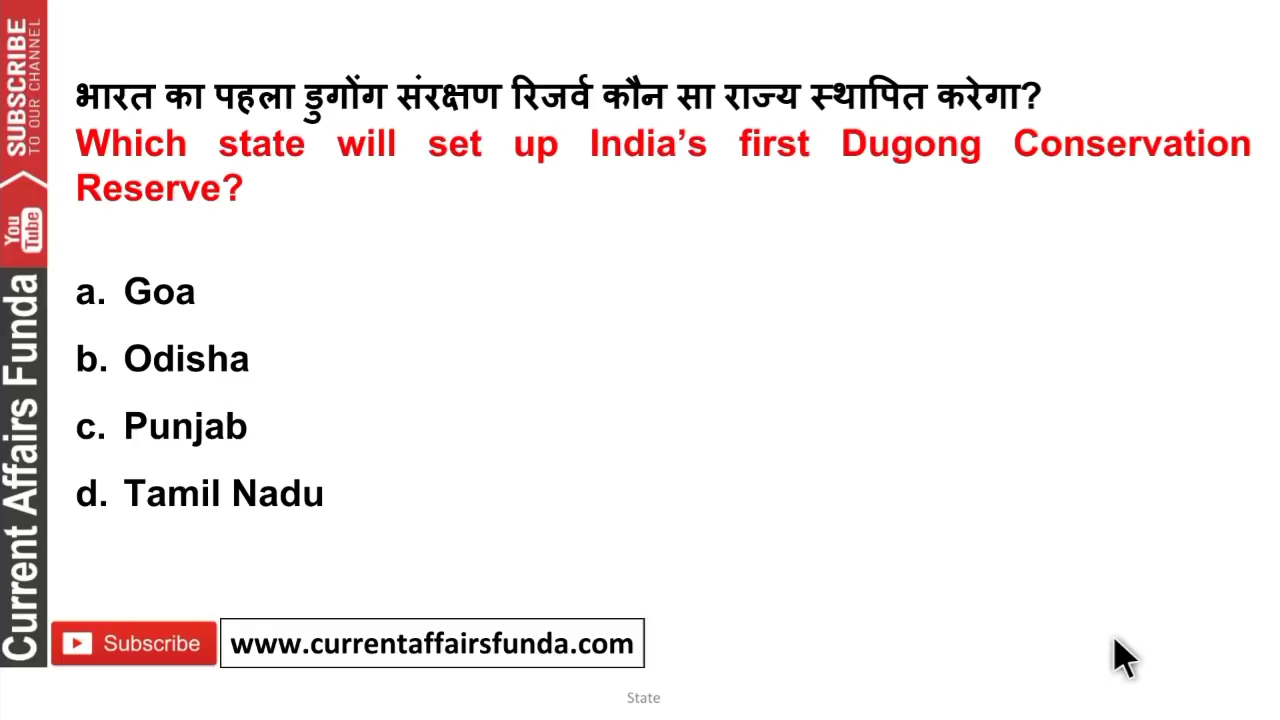 SUBSCRIBE
TO OUR CHANNEL
You
Tube
Current Affairs Funda
भारत का पहला डुगोंग संरक्षण रिजर्व कौन सा राज्य स्थापित करेगा?
Which state will set up India’s first Dugong Conservation
Reserve?
a. Goa
b. Odisha
c. Punjab
d. Tamil Nadu
Subscribe
www.currentaffairsfunda.com
State